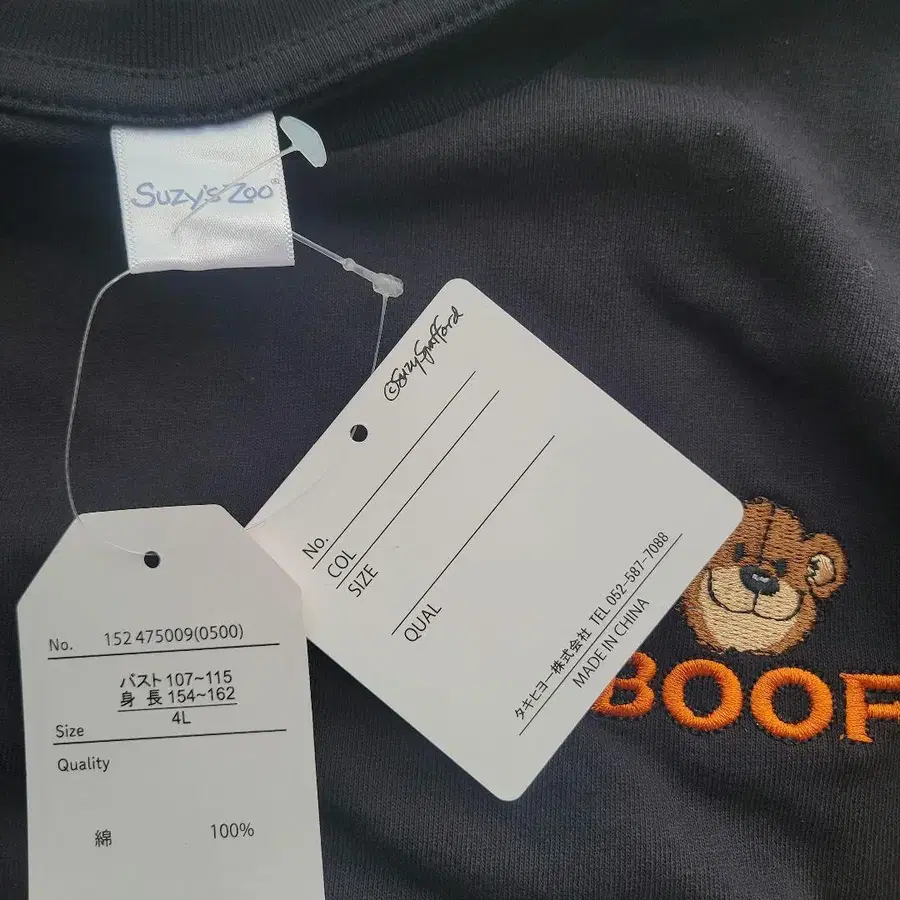 Suzy's Zoo®
©SuzySpafford
No.
COL
SIZE
QUAL
タキヒヨー株式会社 TEL 052-587-7088
MADE IN CHINA
No. 152 475009(0500)
バスト 107~115
身 長 154~162
Size 4L
Quality
綿 100%
BOOF